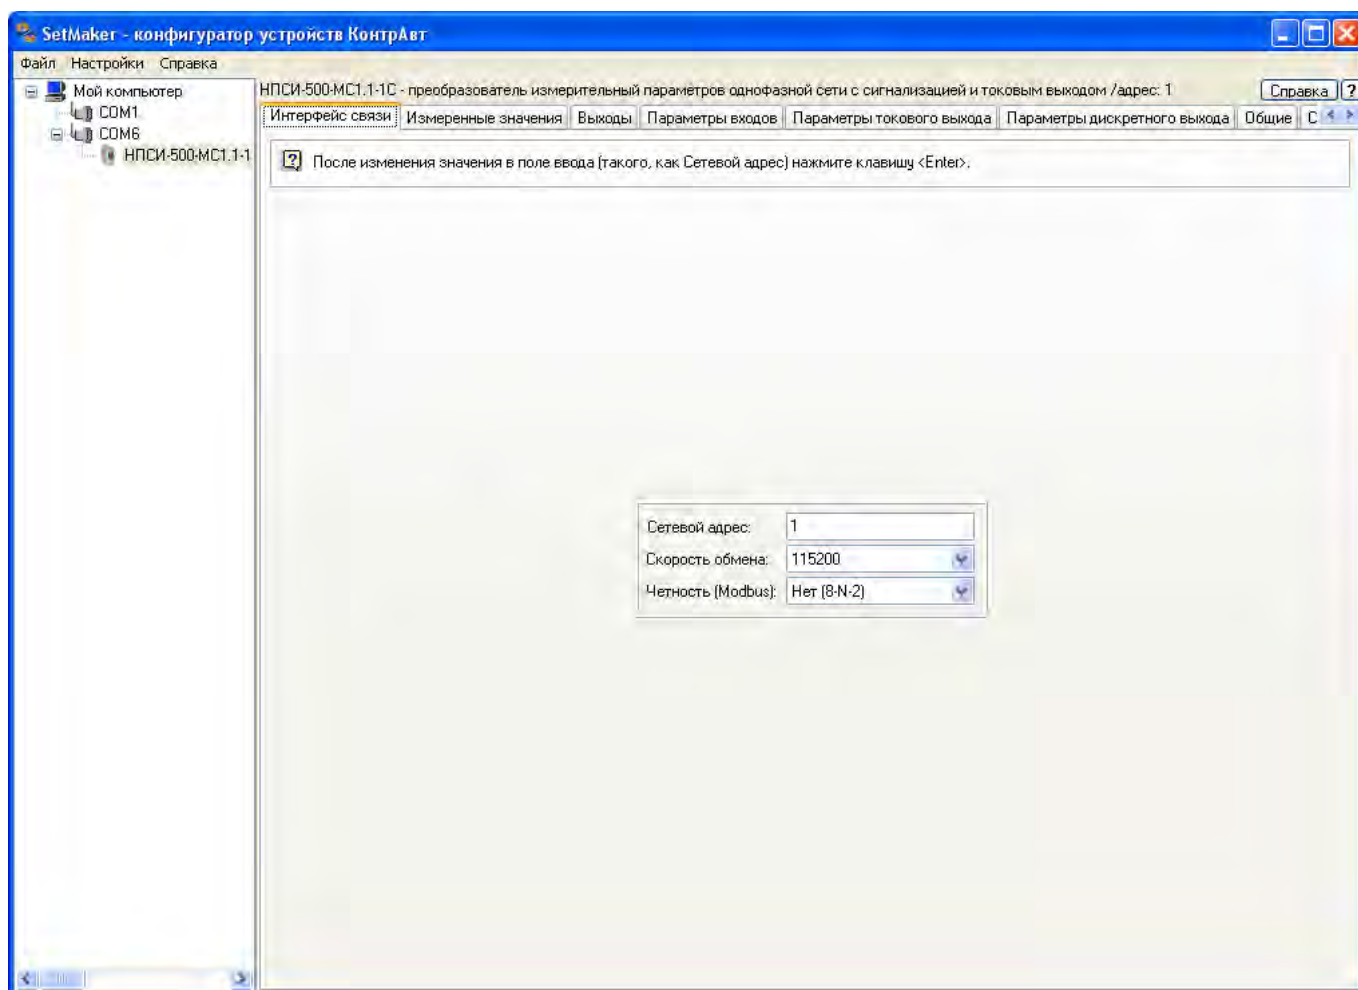 SetMaker - конфигуратор устройств КонтрАвт
Файл Настройки Справка
Мой компьютер
COM1
COM6
НПСИ-500-МС1.1-1
НПСИ-500-МС1.1-1С - преобразователь измерительный параметров однофазной сети с сигнализацией и токовым выходом /адрес: 1
Справка ?
Интерфейс связи Измеренные значения Выходы Параметры входов Параметры токового выхода Параметры дискретного выхода Общие С
После изменения значения в поле ввода (такого, как Сетевой адрес) нажмите клавишу <Enter>.
Сетевой адрес: 1
Скорость обмена: 115200
Четность (Modbus): Нет (8-N-2)